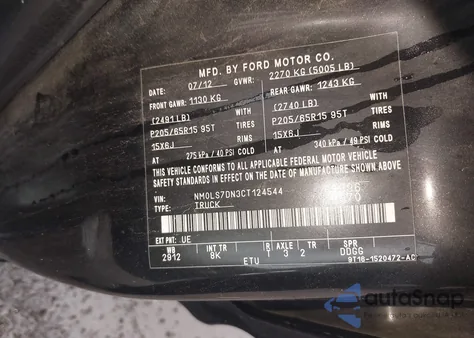 MFD. BY FORD MOTOR CO.
DATE: 07/12 GVWR: 2270 KG (5005 LB)
FRONT GAWR: 1130 KG REAR GAWR: 1243 KG
(2491 LB) (2740 LB)
P205/65R15 95T TIRES P205/65R15 95T TIRES
15X6J RIMS 15X6J RIMS
AT 275 kPa / 40 PSI COLD AT 340 kPa / 49 PSI COLD
THIS VEHICLE CONFORMS TO ALL APPLICABLE FEDERAL MOTOR VEHICLE
SAFETY STANDARDS IN EFFECT ON THE DATE OF MANUFACTURE SHOWN ABOVE.
VIN: NM0LS7DN3CT124544
TYPE: TRUCK
EXT PNT: UE
WB INT TR R AXLE TR SPR
2912 8K 1 3 2 DDGG
ETU 9T16-1520472-AC
autoSnap